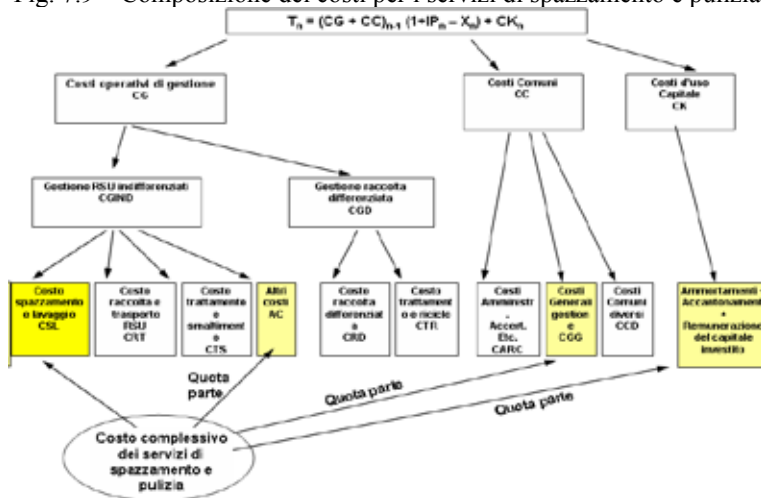 Fig. 7.9 – Composizione dei costi per i servizi di spazzamento e pulizia
Tn = (CG + CC)n-1 (1+IPn – Xn) + CKn
Costi operativi di gestione
CG
Costi Comuni
CC
Costi d'uso
Capitale
CK
Gestione RSU indifferenziati
CGIND
Gestione raccolta
differenziata
CGD
Costo
spazzamento
e lavaggio
CSL
Costo
raccolta e
trasporto
RSU
CRT
Costo
trattamento
e
smaltiment
o
CTS
Altri
costi
AC
Costo
raccolta
differenziat
a
CRD
Costo
trattament
o e riciclo
CTR
Costi
Amministr
.
Accert.
Etc.
CARC
Costi
Generali
gestion
e
CGG
Costi
Comuni
diversi
CCD
Ammortamenti +
Accantonament
+
Remunerazione
del capitale
investito
Quota
parte
Quota parte
Quota parte
Costo complessivo
dei servizi di
spazzamento e
pulizia